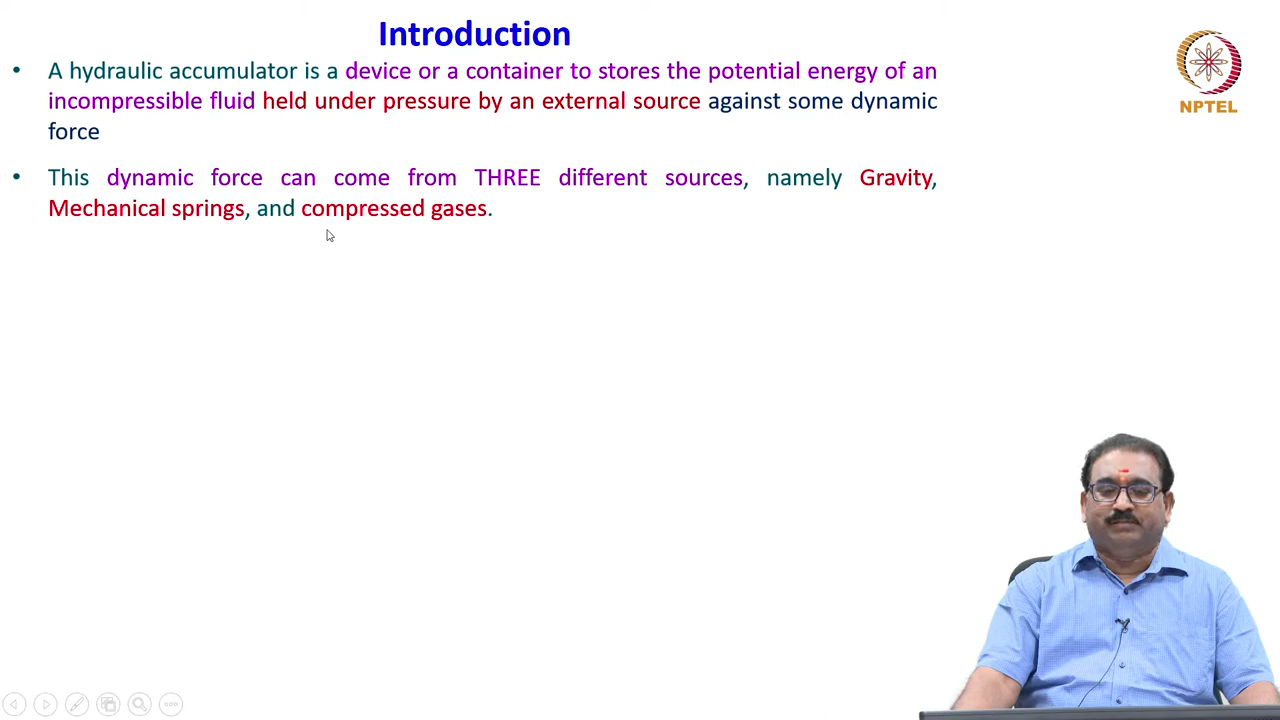 Introduction
• A hydraulic accumulator is a device or a container to stores the potential energy of an
incompressible fluid held under pressure by an external source against some dynamic
force
• This dynamic force can come from THREE different sources, namely Gravity,
Mechanical springs, and compressed gases.
NPTEL